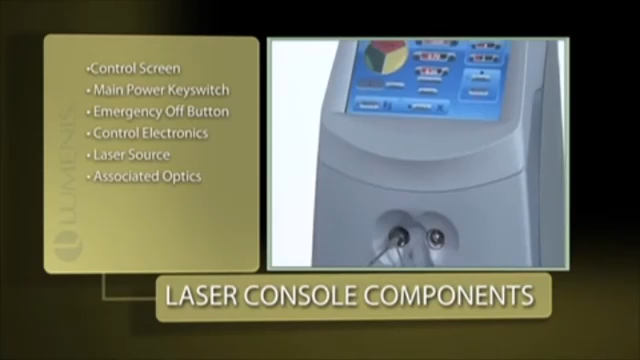 • Control Screen
• Main Power Keyswitch
• Emergency Off Button
• Control Electronics
• Laser Source
• Associated Optics
LUMENIS
LASER CONSOLE COMPONENTS